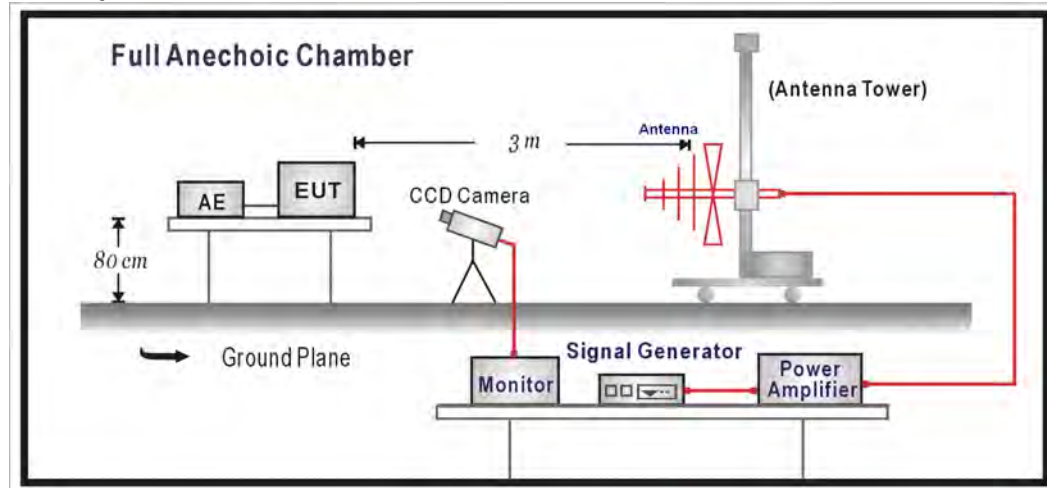 Full Anechoic Chamber
(Antenna Tower)
Antenna
3 m
CCD Camera
EUT
AE
80 cm
Ground Plane
Signal Generator
Monitor
Power
Amplifier